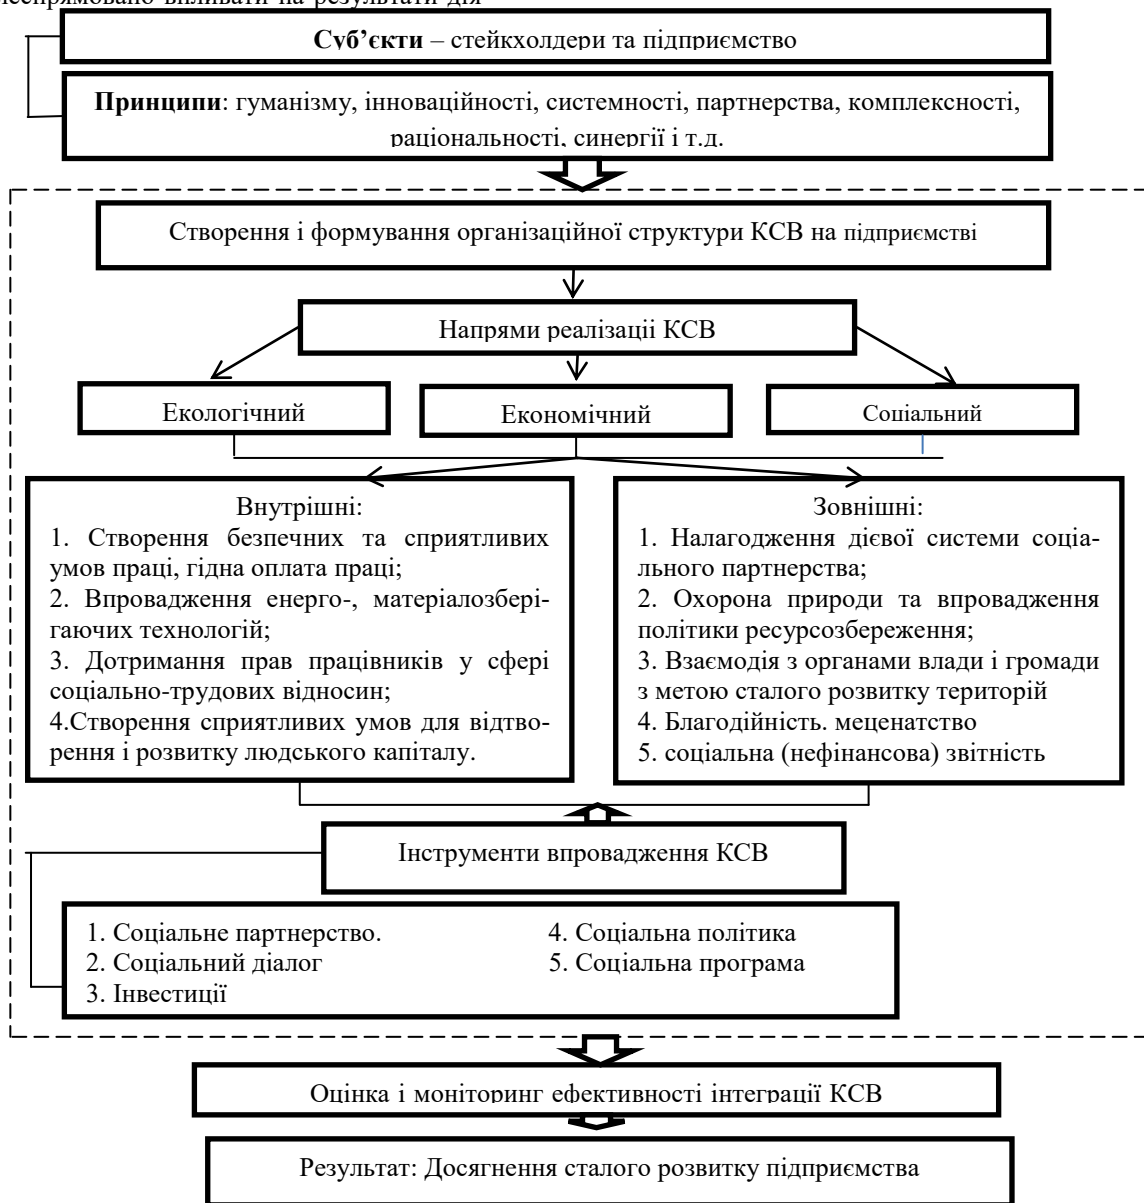 впливати на результати дія-
Суб’єкти – стейкхолдери та підприємство
Принципи: гуманізму, інноваційності, системності, партнерства, комплексності,
раціональності, синергії і т.д.
Створення і формування організаційної структури КСВ на підприємстві
Напрями реалізації КСВ
Екологічний
Економічний
Соціальний
Внутрішні:
1. Створення безпечних та сприятливих
умов праці, гідна оплата праці;
2. Впровадження енерго-, матеріалозбері-
гаючих технологій;
3. Дотримання прав працівників у сфері
соціально-трудових відносин;
4.Створення сприятливих умов для відтво-
рення і розвитку людського капіталу.
Зовнішні:
1. Налагодження дієвої системи соціа-
льного партнерства;
2. Охорона природи та впровадження
політики ресурсозбереження;
3. Взаємодія з органами влади і громади
з метою сталого розвитку територій
4. Благодійність. меценатство
5. соціальна (нефінансова) звітність
Інструменти впровадження КСВ
1. Соціальне партнерство.
2. Соціальний діалог
3. Інвестиції
4. Соціальна політика
5. Соціальна програма
Оцінка і моніторинг ефективності інтеграції КСВ
Результат: Досягнення сталого розвитку підприємства